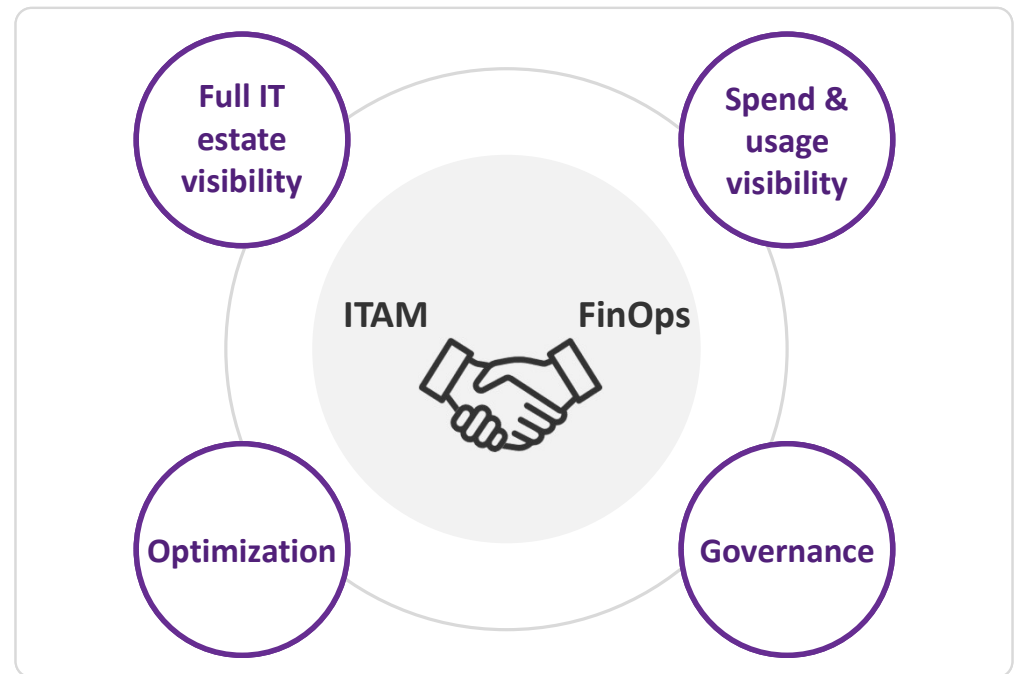 Full IT
estate
visibility
Spend &
usage
visibility
ITAM
FinOps
Optimization
Governance